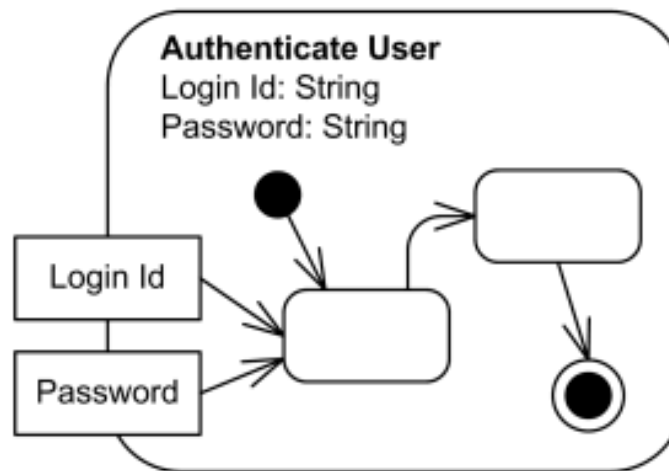 Authenticate User
Login Id: String
Password: String
Login Id
Password